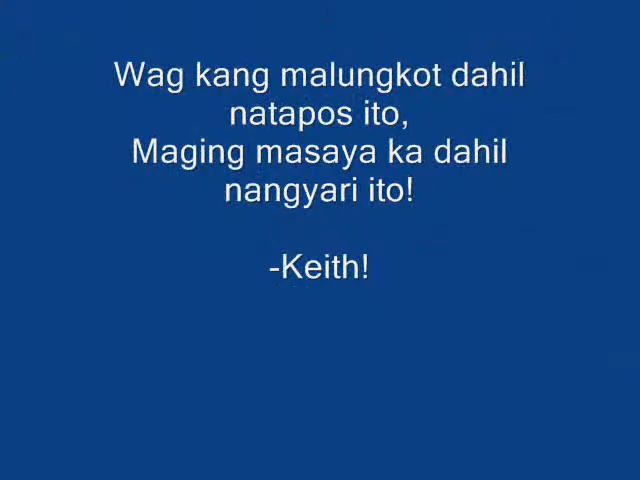 Wag kang malungkot dahil
natapos ito,
Maging masaya ka dahil
nangyari ito!
-Keith!